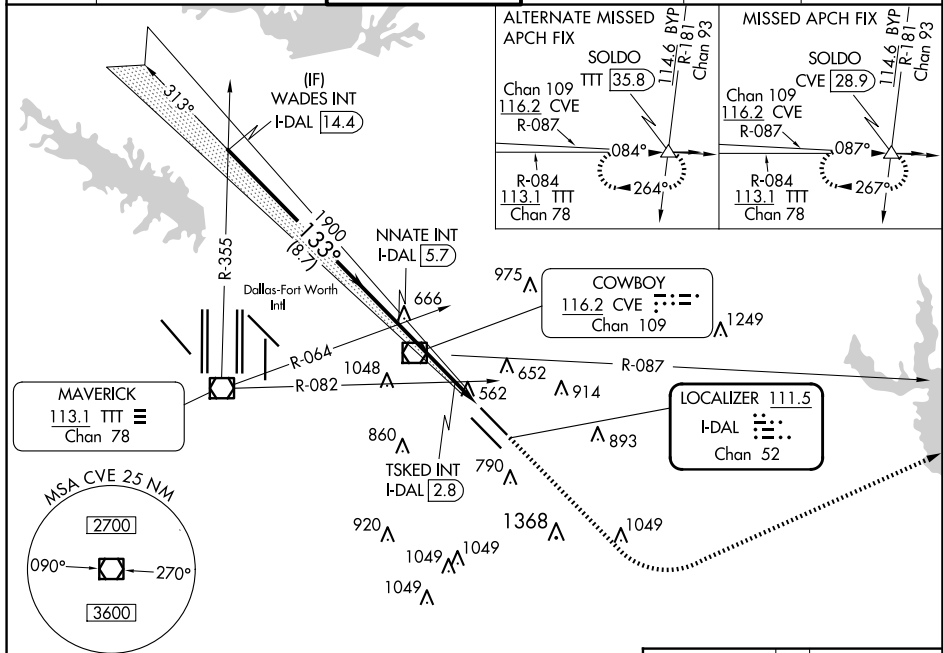 ALTERNATE MISSED
APCH FIX
SOLDO
TTT 35.8
114.6 BYP
R-181
Chan 93
Chan 109
116.2 CVE
R-087
084°
264°
R-084
113.1 TTT
Chan 78
MISSED APCH FIX
SOLDO
CVE 28.9
114.6 BYP
R-181
Chan 93
Chan 109
116.2 CVE
R-087
087°
267°
R-084
113.1 TTT
Chan 78
313°
(IF)
WADES INT
I-DAL 14.4
1900
133°
(8.7)
R-355
NNATE INT
I-DAL 5.7
Dallas-Fort Worth
Intl
666
975
COWBOY
116.2 CVE
Chan 109
1249
R-064
R-087
1048
R-082
652
562
914
MAVERICK
113.1 TTT
Chan 78
LOCALIZER 111.5
I-DAL
Chan 52
860
893
TSKED INT
I-DAL 2.8
790
MSA CVE 25 NM
2700
090°
270°
3600
920
1368
1049
1049
1049
1049